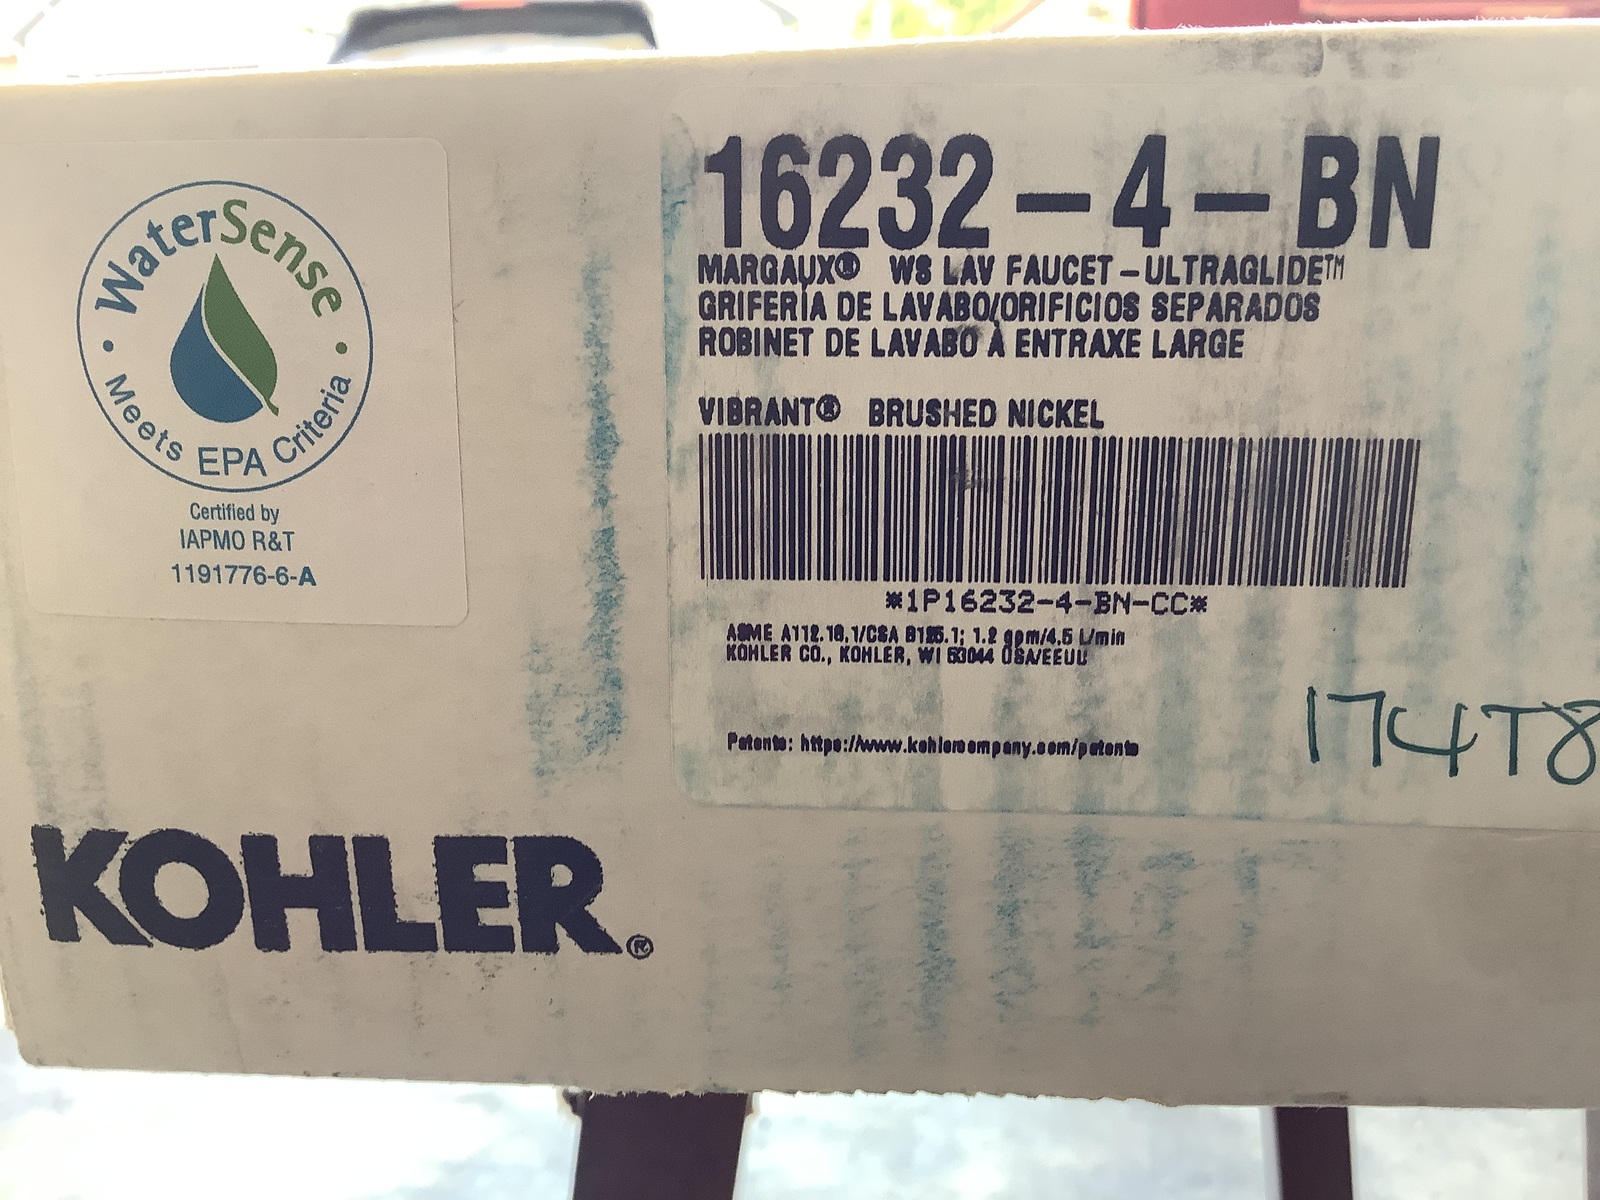 WaterSense
Meets EPA Criteria
Certified by
IAPMO R&T
1191776-6-A
KOHLER®
16232-4-BN
MARGAUX® WS LAV FAUCET-ULTRAGLIDE™
GRIFERÍA DE LAVABO/ORIFICIOS SEPARADOS
ROBINET DE LAVABO À ENTRAXE LARGE
VIBRANT® BRUSHED NICKEL
*1P16232-4-BN-CC*
ASME A112.18.1/CSA B125.1; 1.2 gpm/4.5 L/min
KOHLER CO., KOHLER, WI 53044 USA/EEUU
Patents: https://www.kohlercompany.com/patents
174T8